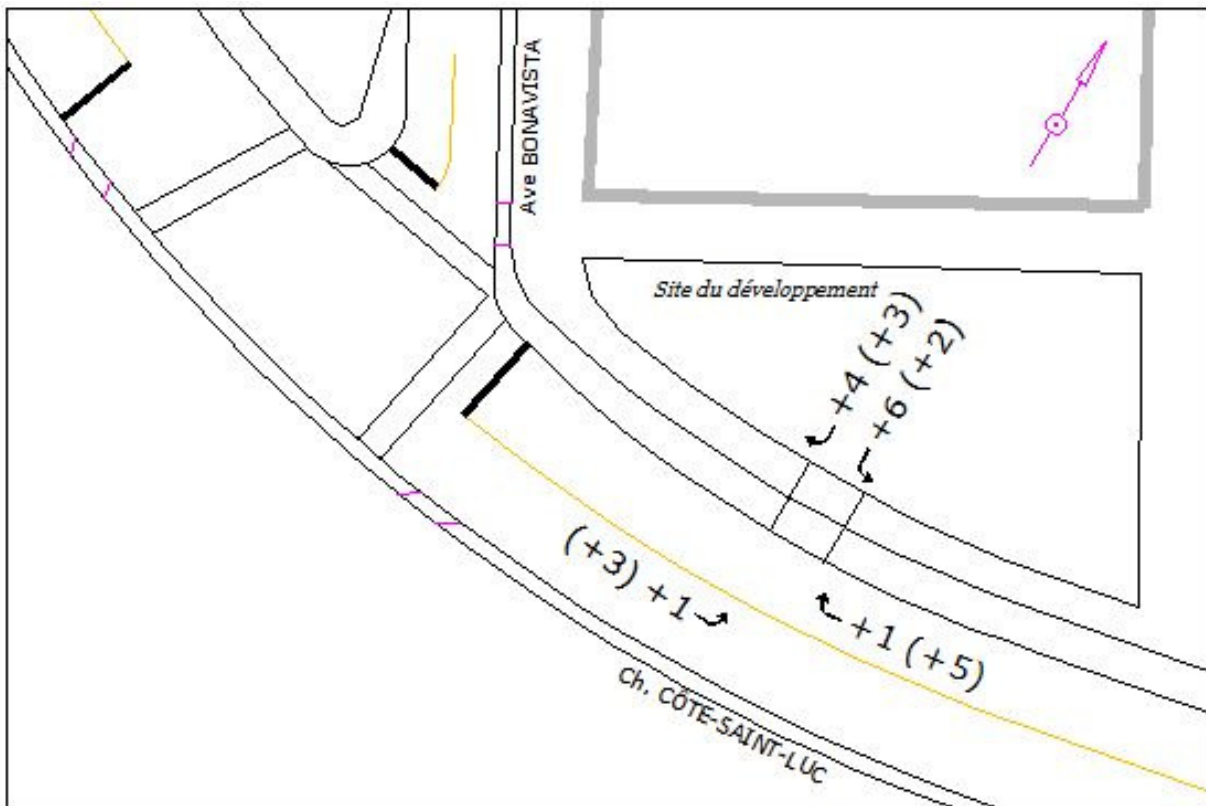 Ave BONAVISTA
Site du développement
+4 (+3)
+6 (+2)
(+3) +1
+1 (+5)
Ch. CÔTE-SAINT-LUC